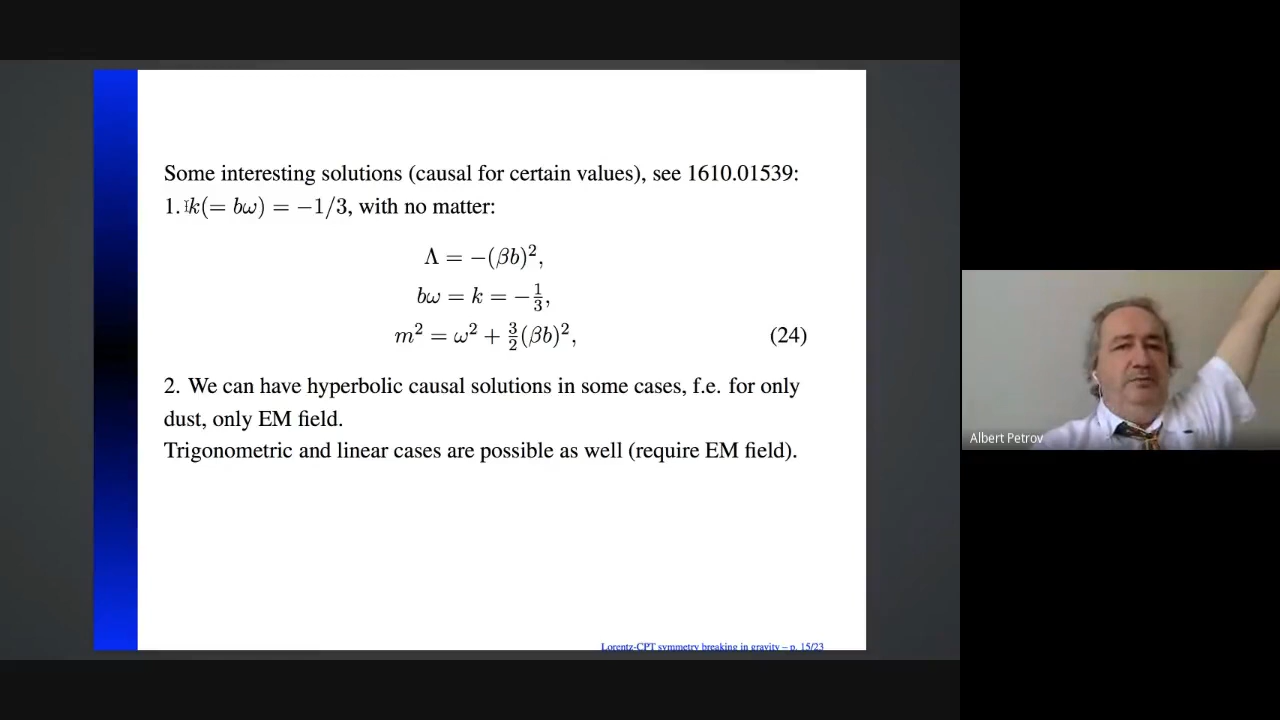 Some interesting solutions (causal for certain values), see 1610.01539:
1. k(= bω) = −1/3, with no matter:
Λ = −(βb)²,
bω = k = −1/3,
m² = ω² + 3/2(βb)², (24)
2. We can have hyperbolic causal solutions in some cases, f.e. for only
dust, only EM field.
Trigonometric and linear cases are possible as well (require EM field).
Lorentz-CPT symmetry breaking in gravity – p. 15/23
Albert Petrov